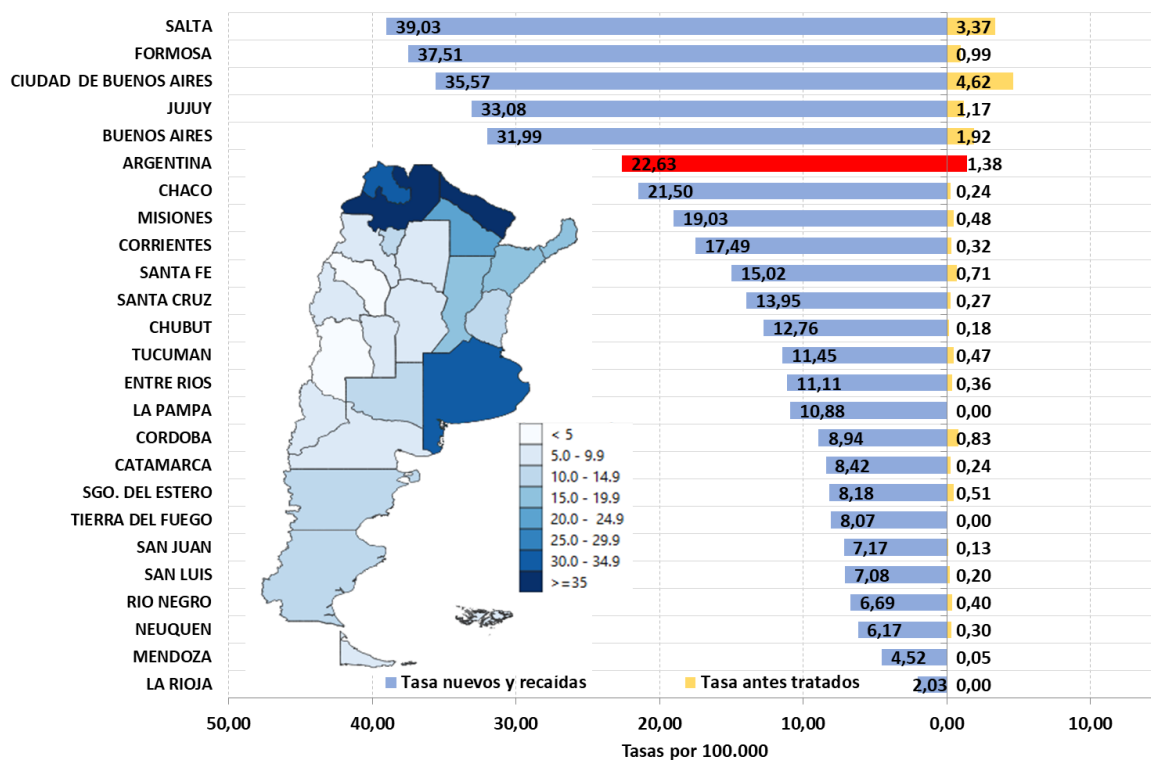 SALTA 39,03 3,37
FORMOSA 37,51 0,99
CIUDAD DE BUENOS AIRES 35,57 4,62
JUJUY 33,08 1,17
BUENOS AIRES 31,99 1,92
ARGENTINA 22,63 1,38
CHACO 21,50 0,24
MISIONES 19,03 0,48
CORRIENTES 17,49 0,32
SANTA FE 15,02 0,71
SANTA CRUZ 13,95 0,27
CHUBUT 12,76 0,18
TUCUMAN 11,45 0,47
ENTRE RIOS 11,11 0,36
LA PAMPA 10,88 0,00
CORDOBA 8,94 0,83
CATAMARCA 8,42 0,24
SGO. DEL ESTERO 8,18 0,51
TIERRA DEL FUEGO 8,07 0,00
SAN JUAN 7,17 0,13
SAN LUIS 7,08 0,20
RIO NEGRO 6,69 0,40
NEUQUEN 6,17 0,30
MENDOZA 4,52 0,05
LA RIOJA 2,03 0,00
< 5
5.0 - 9.9
10.0 - 14.9
15.0 - 19.9
20.0 - 24.9
25.0 - 29.9
30.0 - 34.9
>=35
Tasa nuevos y recaidas Tasa antes tratados
50,00 40,00 30,00 20,00 10,00 0,00 10,00
Tasas por 100.000